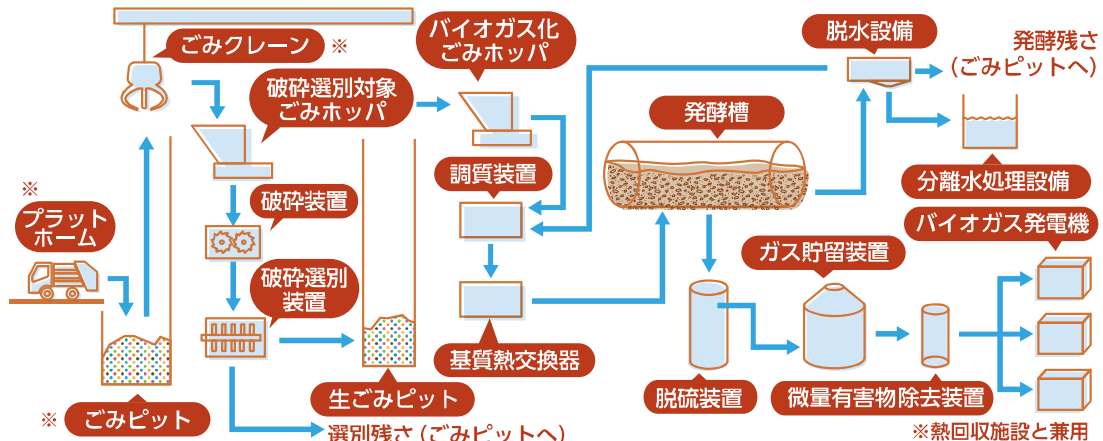 ごみクレーン ※
バイオガス化
ごみホッパ
脱水設備
発酵残さ
(ごみピットへ)
破砕選別対象
ごみホッパ
発酵槽
調質装置
分離水処理設備
※
プラット
ホーム
破砕装置
バイオガス発電機
ガス貯留装置
破砕選別
装置
基質熱交換器
脱硫装置
微量有害物除去装置
生ごみピット
※ ごみピット
選別残さ(ごみピットへ)
※熱回収施設と兼用